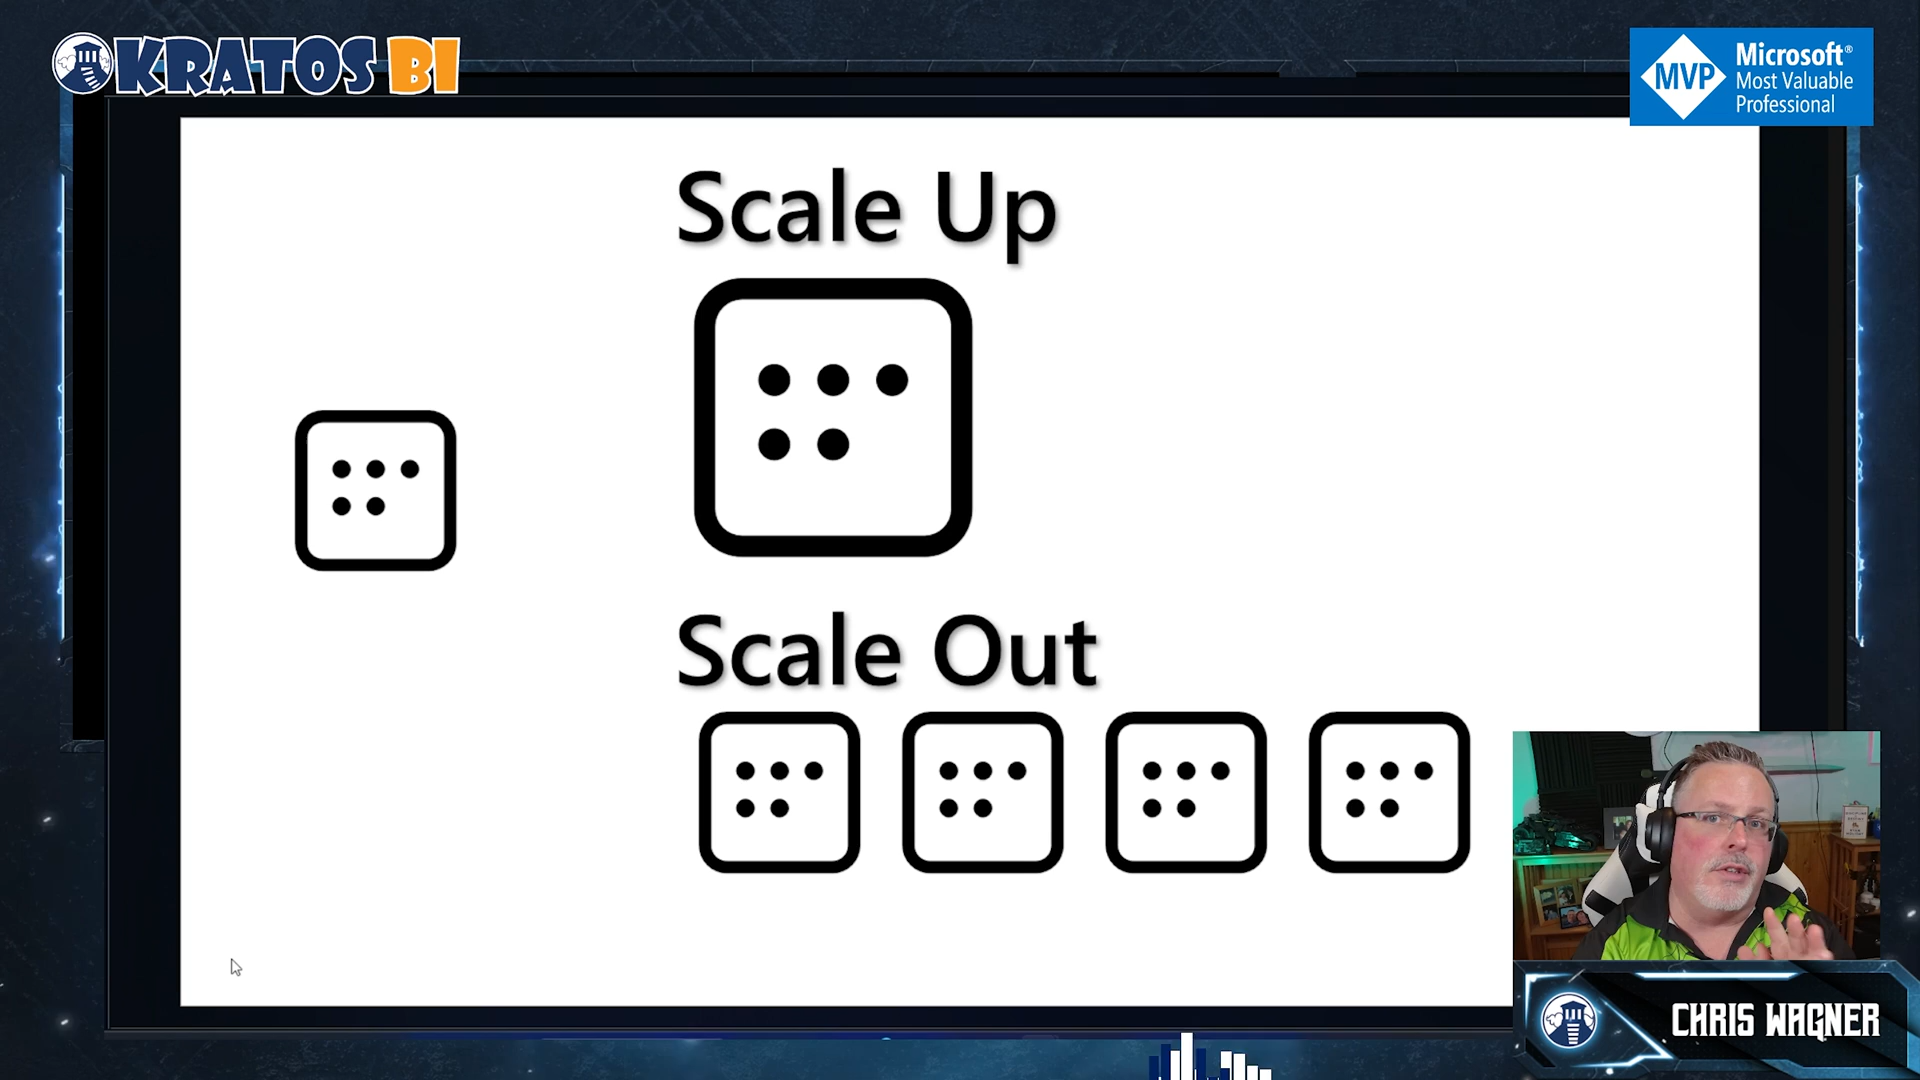 KRATOS BI
MVP
Microsoft®
Most Valuable
Professional
Scale Up
Scale Out
CHRIS WAGNER